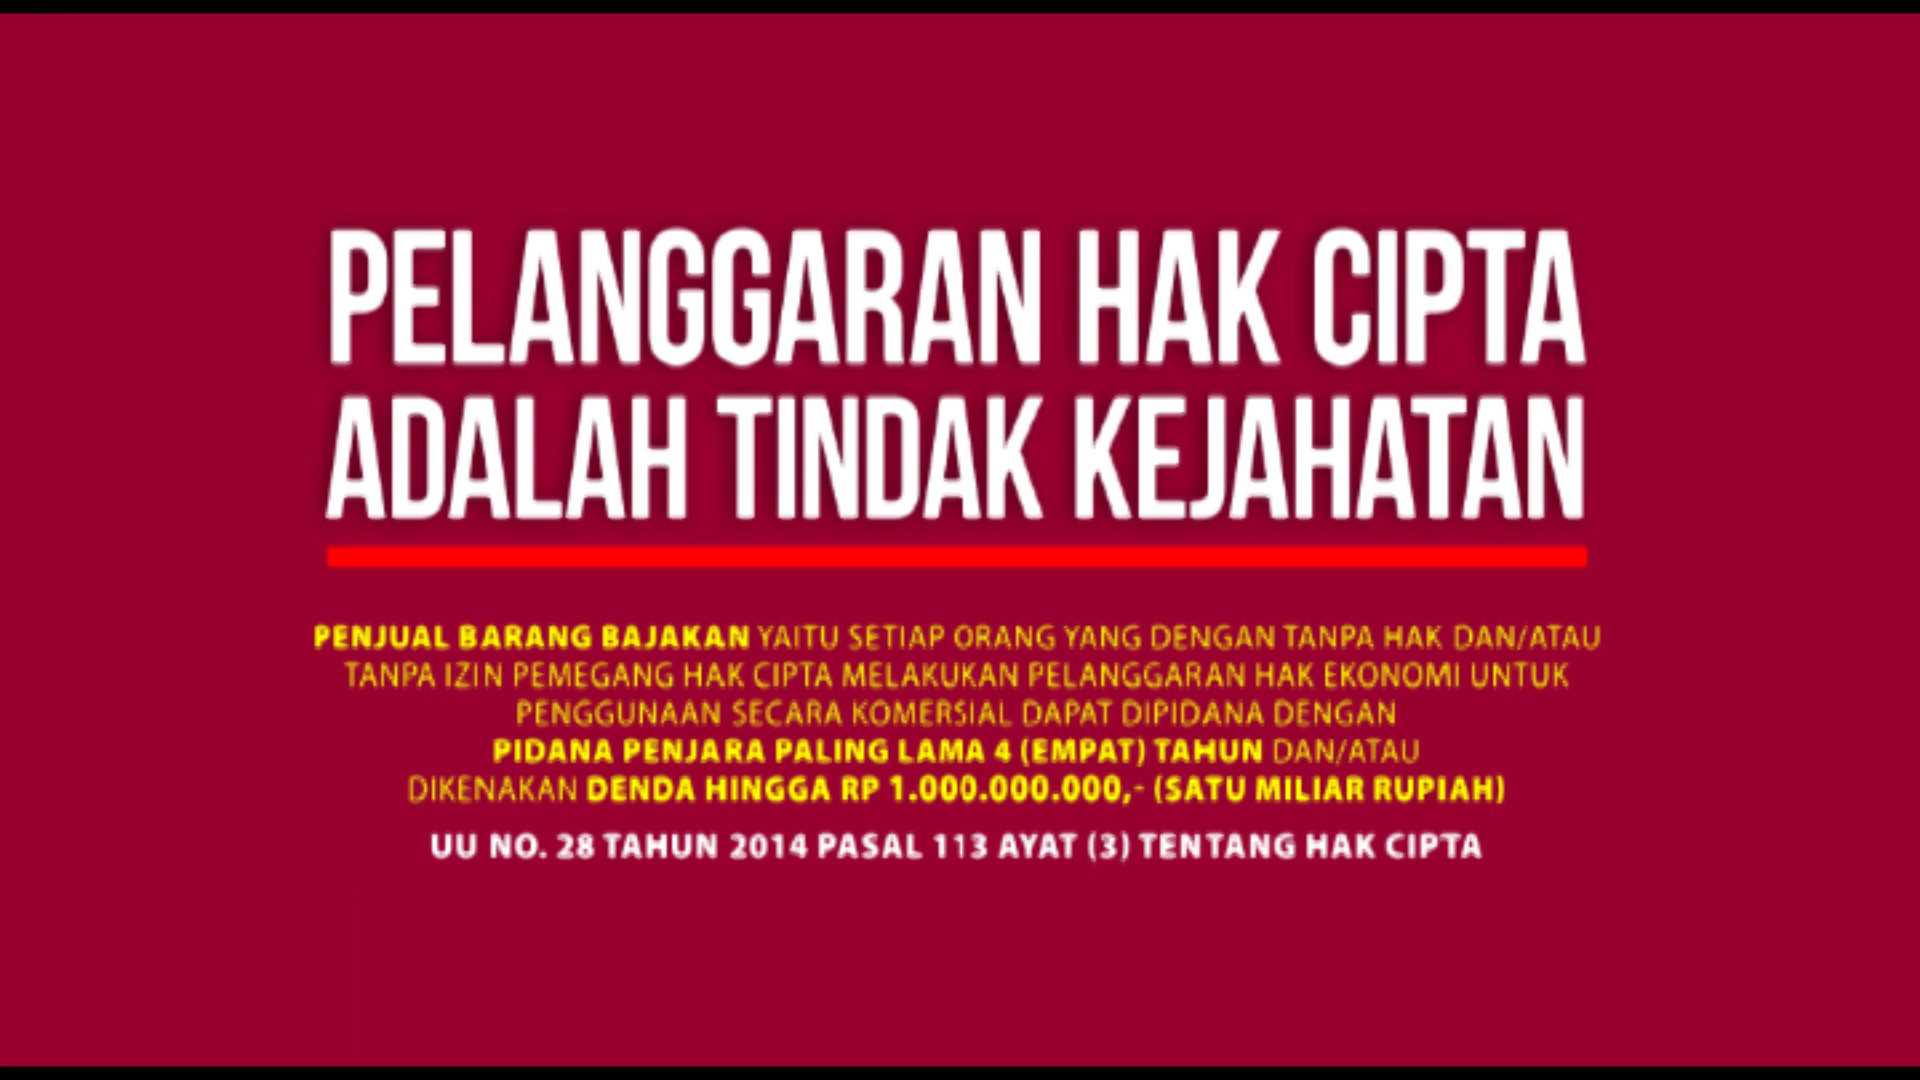 PELANGGARAN HAK CIPTA
ADALAH TINDAK KEJAHATAN
PENJUAL BARANG BAJAKAN YAITU SETIAP ORANG YANG DENGAN TANPA HAK DAN/ATAU
TANPA IZIN PEMEGANG HAK CIPTA MELAKUKAN PELANGGARAN HAK EKONOMI UNTUK
PENGGUNAAN SECARA KOMERSIAL DAPAT DIPIDANA DENGAN
PIDANA PENJARA PALING LAMA 4 (EMPAT) TAHUN DAN/ATAU
DIKENAKAN DENDA HINGGA RP 1.000.000.000,- (SATU MILIAR RUPIAH)
UU NO. 28 TAHUN 2014 PASAL 113 AYAT (3) TENTANG HAK CIPTA